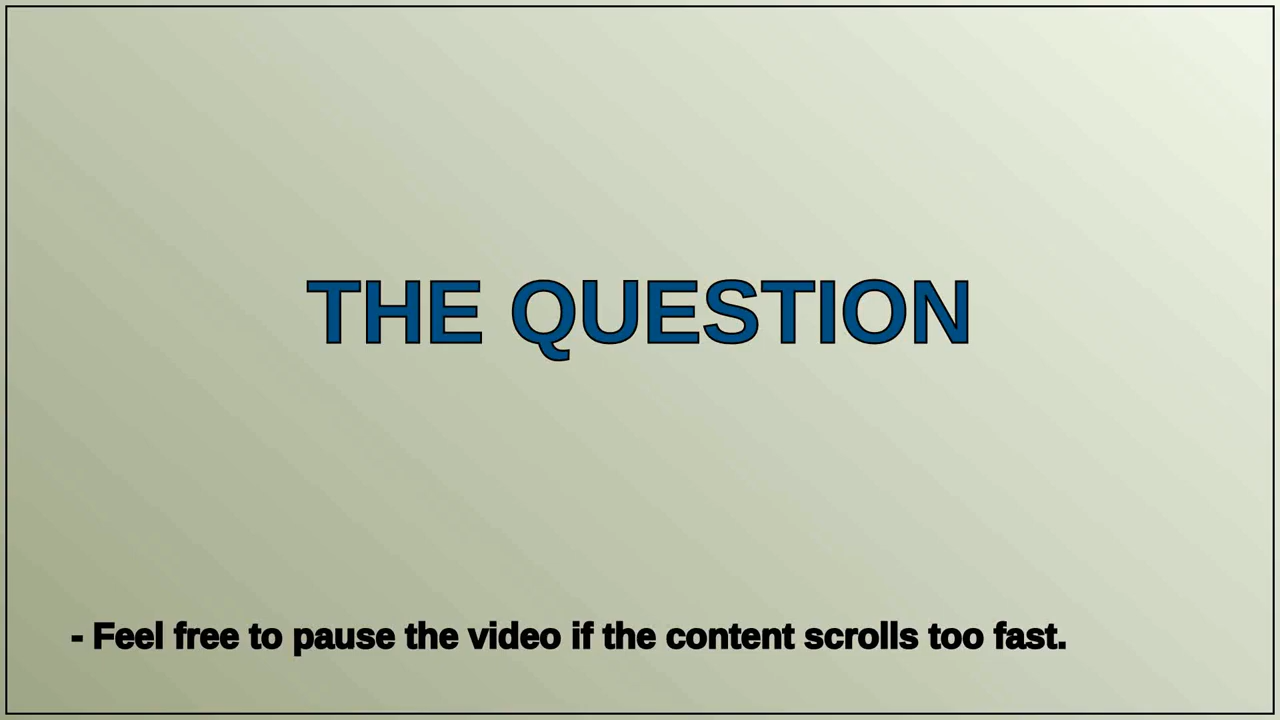 THE QUESTION
- Feel free to pause the video if the content scrolls too fast.